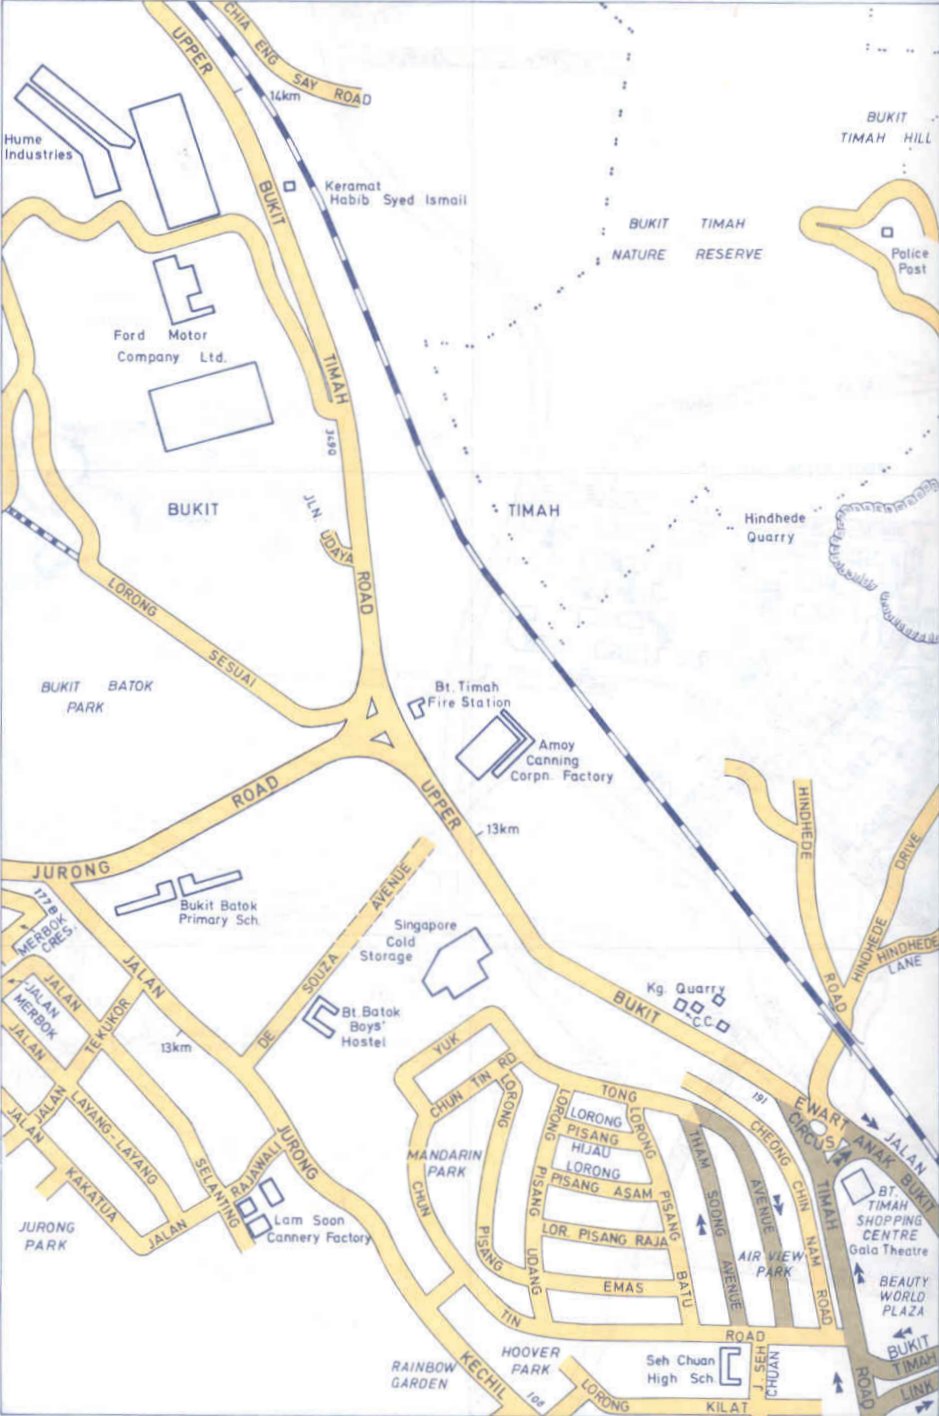 CHIA ENG SAY ROAD
UPPER
14km
BUKIT
TIMAH HILL
Hume
Industries
Keramat
Habib Syed Ismail
BUKIT
BUKIT TIMAH
NATURE RESERVE
Police
Post
Ford Motor
Company Ltd.
TIMAH
349Q
BUKIT
TIMAH
JLN.
UDAYA
Hindhede
Quarry
ROAD
LORONG
SESUAI
BUKIT BATOK
PARK
Bt. Timah
Fire Station
Amoy
Canning
Corpn. Factory
ROAD
UPPER
13km
HINDHEDE
DRIVE
JURONG
177B
MERBOK
CRES.
Bukit Batok
Primary Sch.
AVENUE
Singapore
Cold
Storage
HINDHEDE
HINDHEDE
LANE
JALAN
SOUZA
JALAN
JALAN
MERBOK
ROAD
Kg. Quarry
C.C.
BUKIT
TEKUKOR
Bt. Batok
Boys'
Hostel
DE
13km
JALAN
YUK
CHUN TIN RD
LORONG
TONG
191
EWART
CIRCUS
ANAK
JALAN
BUKIT
JALAN
JALAN
LAYANG-LAYANG
LORONG
LORONG
PISANG
HIJAU
LORONG
LORONG
PISANG ASAM
JURONG
RAJAWALI
SELANTING
KAKATUA
JALAN
MANDARIN
PARK
CHUN
PISANG
PISANG
UDANG
LOR. PISANG RAJA
PISANG
BATU
EMAS
THAM
SOONG
AVENUE
AVENUE
CHEONG
CHIN
NAM
ROAD
TIMAH
AIR VIEW
PARK
BT.
TIMAH
SHOPPING
CENTRE
Gala Theatre
BEAUTY
WORLD
PLAZA
JURONG
PARK
Lam Soon
Cannery Factory
TIN
ROAD
BUKIT
TIMAH
LINK
ROAD
HOOVER
PARK
RAINBOW
GARDEN
KECHIL
108
Seh Chuan
High Sch.
J. SEH
CHUAN
LORONG
KILAT